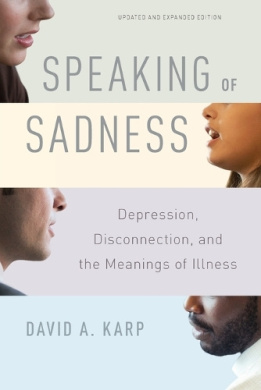 UPDATED AND EXPANDED EDITION
SPEAKING OF
SADNESS
Depression,
Disconnection, and
the Meanings of Illness
DAVID A. KARP